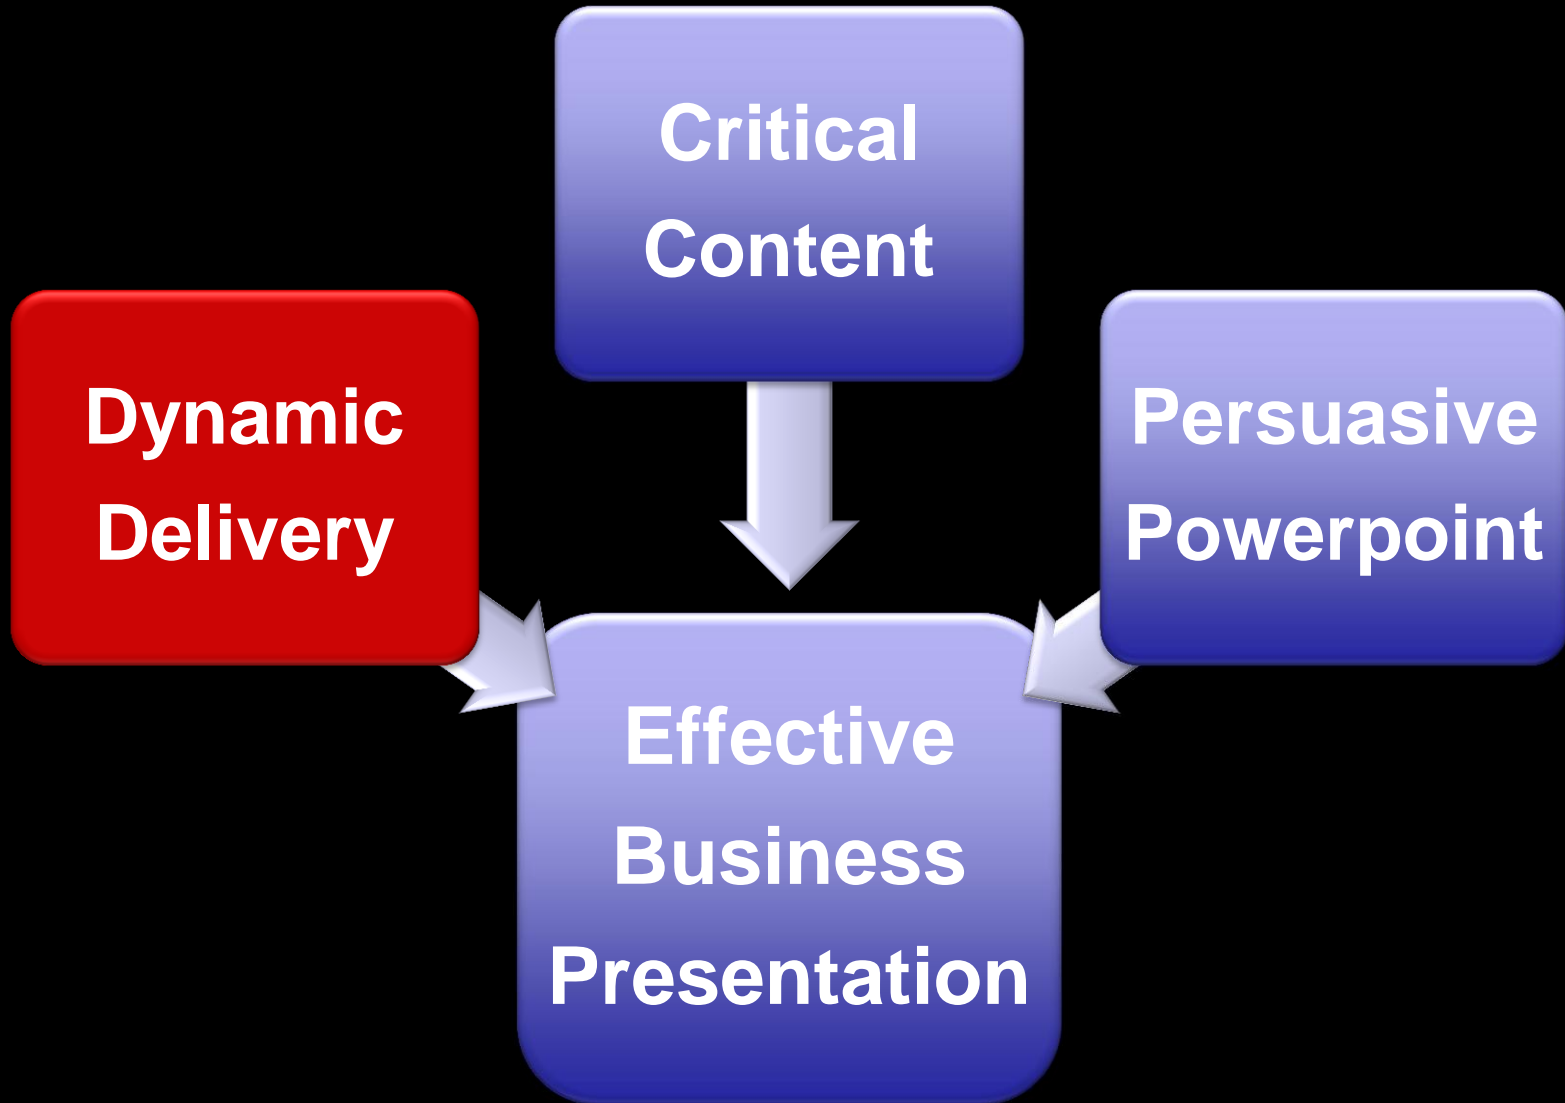 Critical
Content
Dynamic
Delivery
Persuasive
Powerpoint
Effective
Business
Presentation